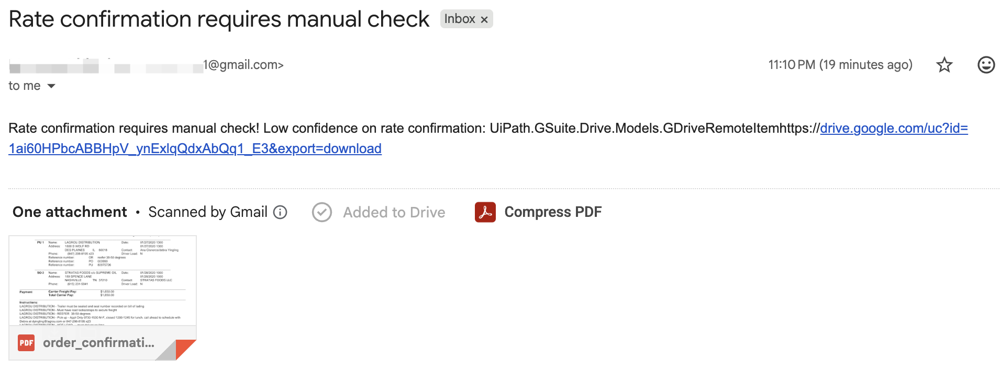 Rate confirmation requires manual check Inbox ×
1@gmail.com> 11:10 PM (19 minutes ago)
to me
Rate confirmation requires manual check! Low confidence on rate confirmation: UiPath.GSuite.Drive.Models.GDriveRemoteItemhttps://drive.google.com/uc?id=
1ai60HPbcABBHpV_ynExIqQdxAbQq1_E3&export=download
One attachment • Scanned by Gmail Added to Drive Compress PDF
PU 1 Name: LAGROU DISTRIBUTION Date: 01/27/2020 1300
Address: 1800 S WOLF RD 01/27/2020 1300
DES PLAINES IL 60018 Contact: Ana Cisneros/debra Yingling
Phone: (847) 298-8195 x23 Driver Load: N
Reference number: OR reefer 38-50 degrees
Reference number: PO 003999
Reference number: PU 80975726
SO 2 Name: STRATAS FOODS c/o SUPREME OIL Date: 01/28/2020 1000
Address: 189 SPENCE LANE 01/28/2020 1000
NASHVILLE TN 37210 Contact: STRATAS FOODS LLC
Phone: (615) 231-5941 Driver Load: N
Payment Carrier Freight Pay: $1,650.00
Total Carrier Pay: $1,650.00
Instructions:
LAGROU DISTRIBUTION - Trailer must be sealed and seal number recorded on bill of lading
LAGROU DISTRIBUTION - Must have load locks/straps to secure freight
LAGROU DISTRIBUTION - REEFER 38-50 degrees
LAGROU DISTRIBUTION - Pick up - Appt Only 0730-1530 M-F, closed 1200-1245 for lunch, call ahead to schedule with
Debra at dyingling@lagrou.com or 847-298-8195 x23
PDF order_confirmati...